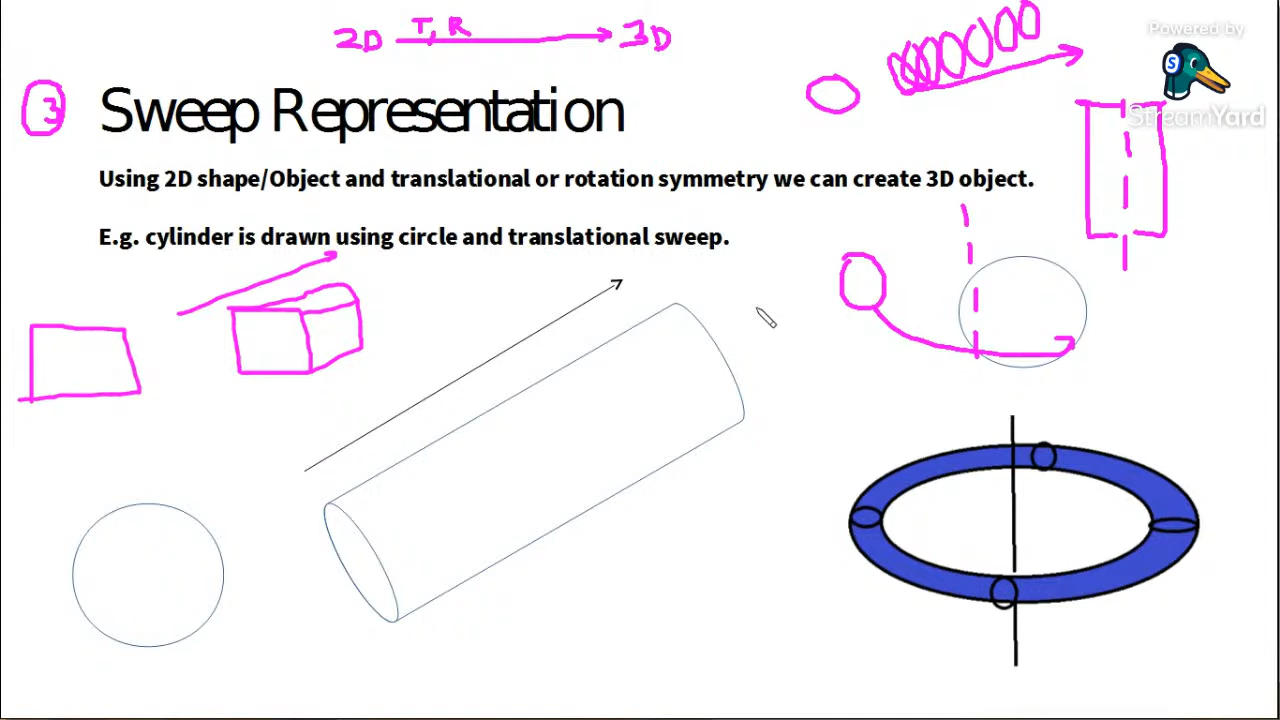 2D T, R 3D
Powered by
S
StreamYard
3 Sweep Representation
Using 2D shape/Object and translational or rotation symmetry we can create 3D object.
E.g. cylinder is drawn using circle and translational sweep.